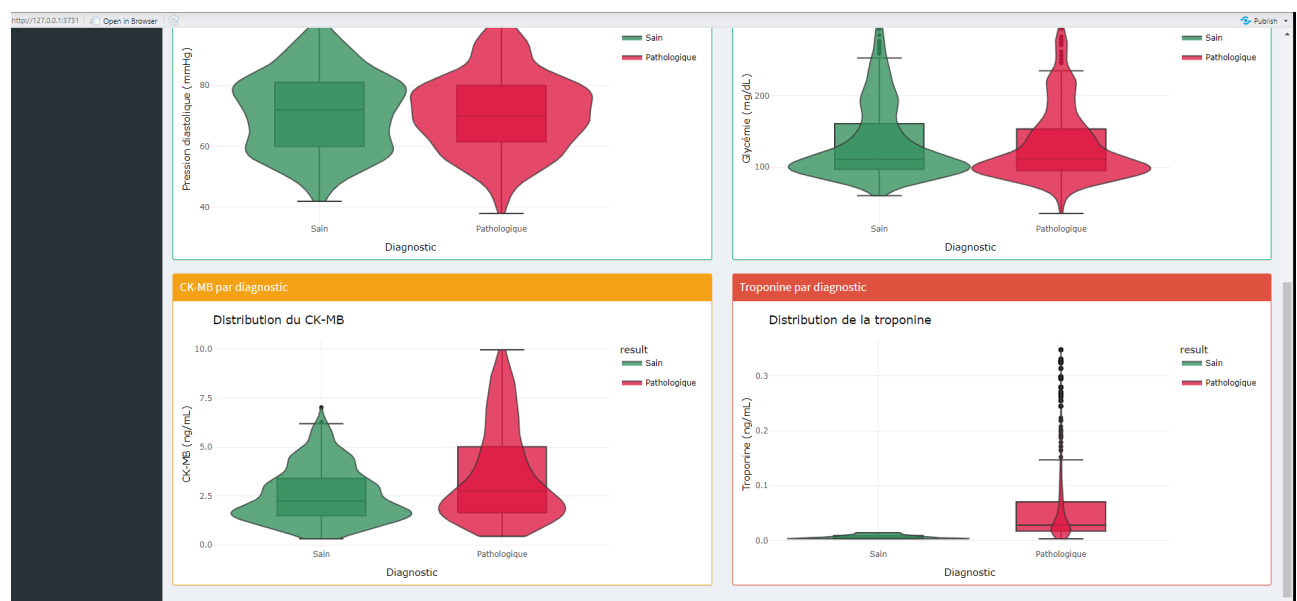 http://127.0.0.1:3731 Open in Browser Publish
Pression diastolique (mmHg)
80
60
40
Sain
Pathologique
Diagnostic
Sain
Pathologique
Glycémie (mg/dL)
200
100
Sain
Pathologique
Diagnostic
Sain
Pathologique
CK-MB par diagnostic
Distribution du CK-MB
CK-MB (ng/mL)
10.0
7.5
5.0
2.5
0.0
Sain
Pathologique
Diagnostic
result
Sain
Pathologique
Troponine par diagnostic
Distribution de la troponine
Troponine (ng/mL)
0.3
0.2
0.1
0.0
Sain
Pathologique
Diagnostic
result
Sain
Pathologique